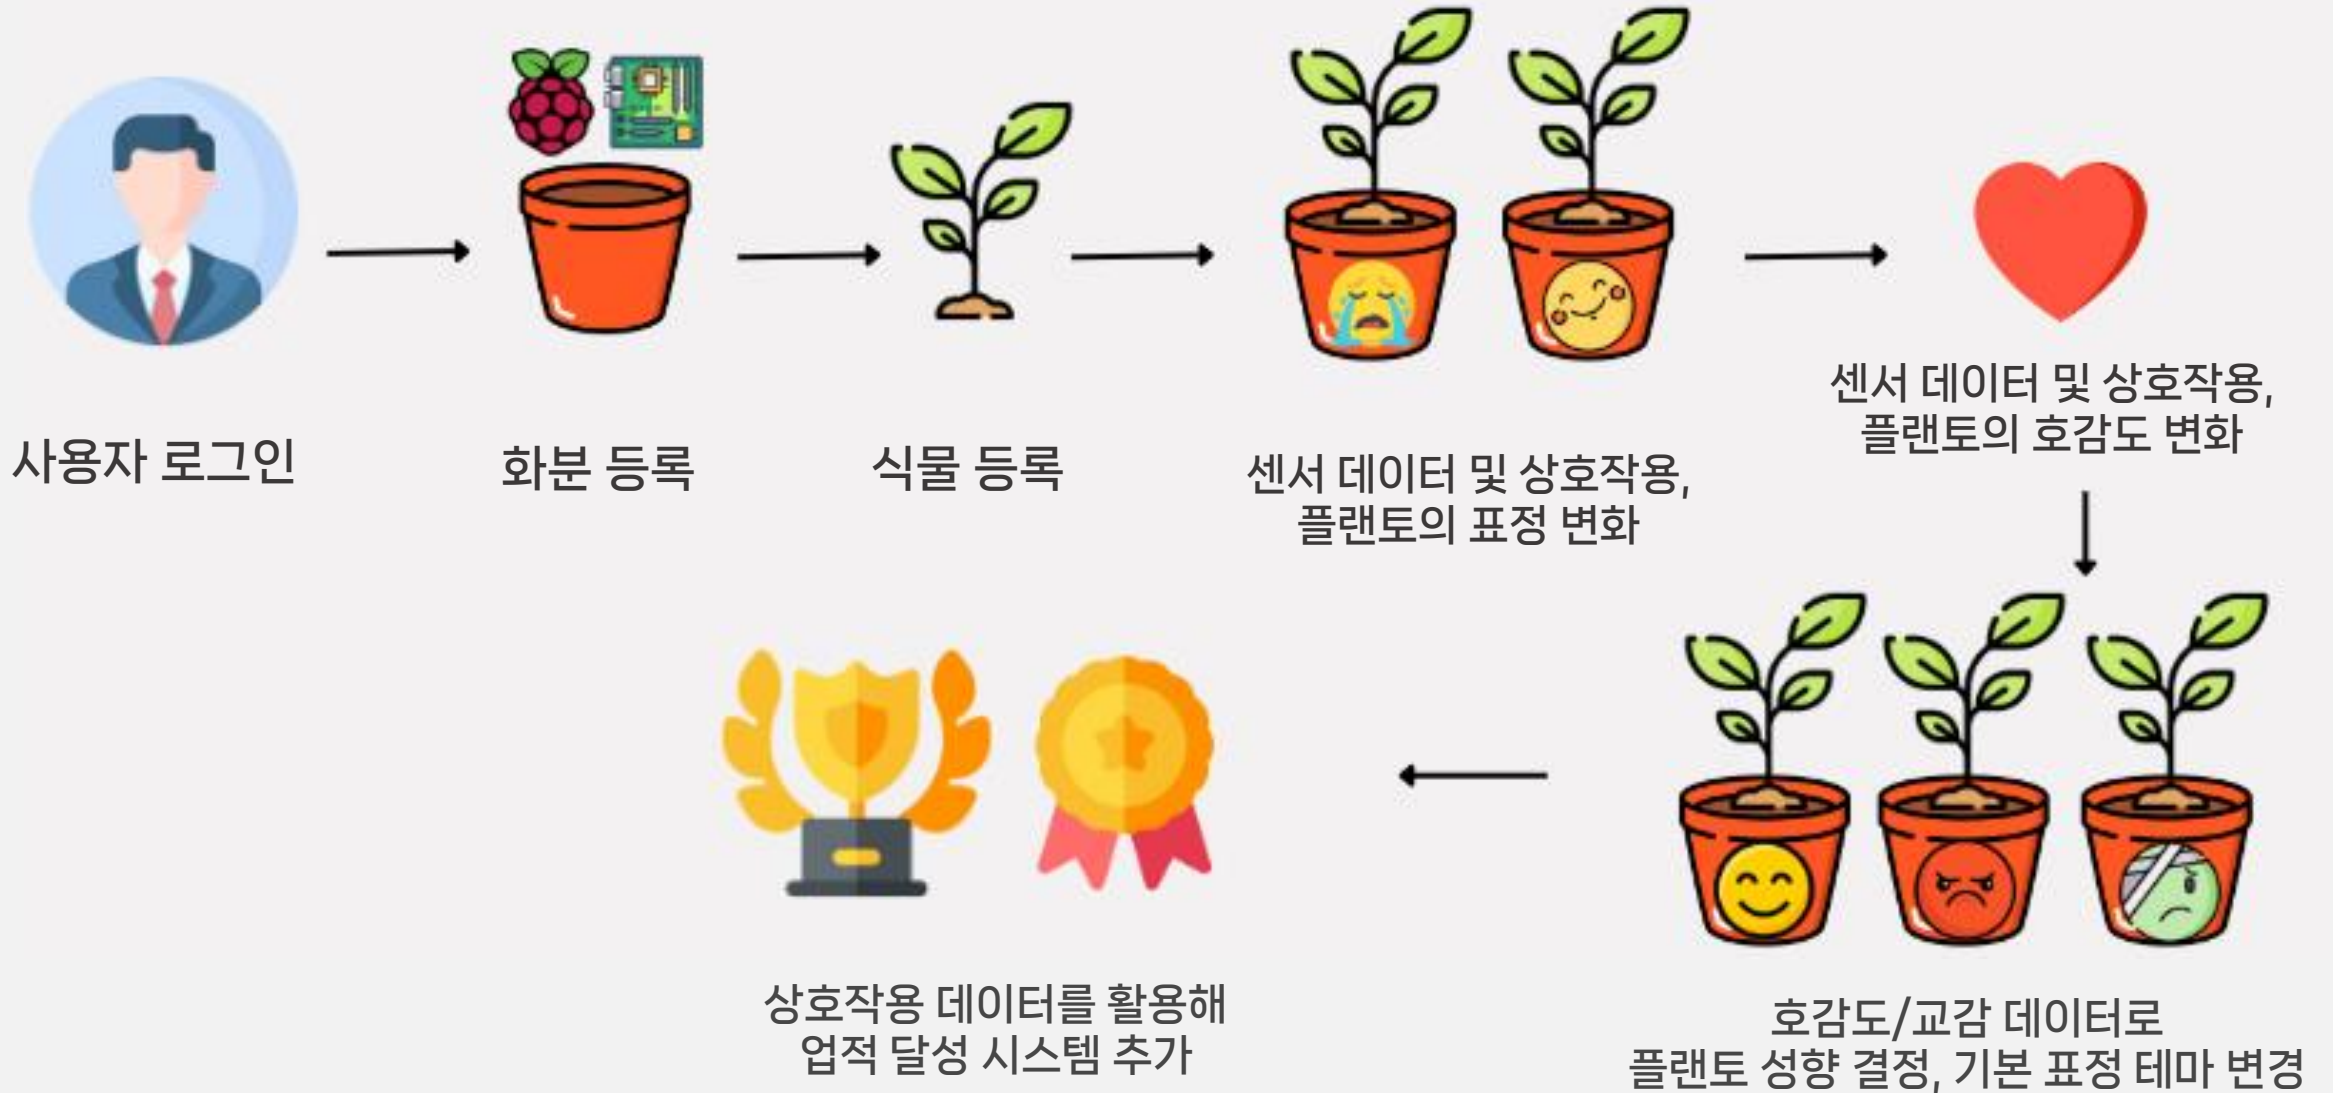 사용자 로그인
화분 등록
식물 등록
센서 데이터 및 상호작용,
플랜토의 표정 변화
센서 데이터 및 상호작용,
플랜토의 호감도 변화
호감도/교감 데이터로
플랜토 성향 결정, 기본 표정 테마 변경
상호작용 데이터를 활용해
업적 달성 시스템 추가